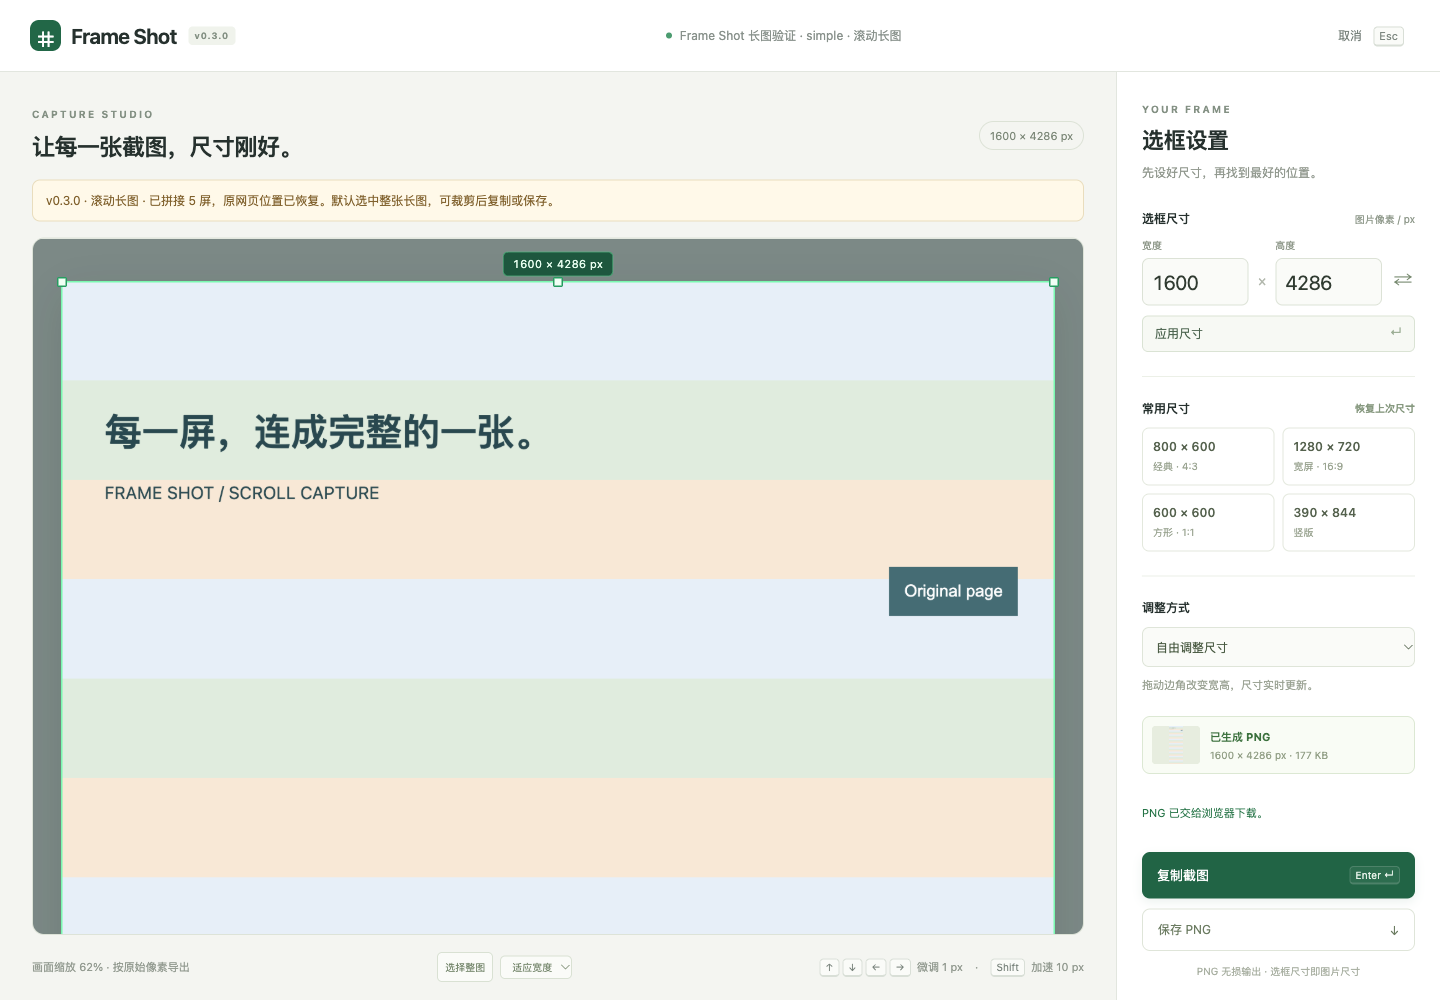 Frame Shot v0.3.0
Frame Shot 长图验证 · simple · 滚动长图
取消 Esc
CAPTURE STUDIO
让每一张截图，尺寸刚好。
1600 × 4286 px
v0.3.0 · 滚动长图 · 已拼接 5 屏，原网页位置已恢复。默认选中整张长图，可裁剪后复制或保存。
1600 × 4286 px
每一屏，连成完整的一张。
FRAME SHOT / SCROLL CAPTURE
Original page
画面缩放 62% · 按原始像素导出
选择整图
适应宽度
↑ ↓ ← → 微调 1 px · Shift 加速 10 px
YOUR FRAME
选框设置
先设好尺寸，再找到最好的位置。
选框尺寸 图片像素 / px
宽度 高度
1600 × 4286
应用尺寸
常用尺寸 恢复上次尺寸
800 × 600
经典 · 4:3
1280 × 720
宽屏 · 16:9
600 × 600
方形 · 1:1
390 × 844
竖版
调整方式
自由调整尺寸
拖动边角改变宽高，尺寸实时更新。
已生成 PNG
1600 × 4286 px · 177 KB
PNG 已交给浏览器下载。
复制截图 Enter ↵
保存 PNG ↓
PNG 无损输出 · 选框尺寸即图片尺寸